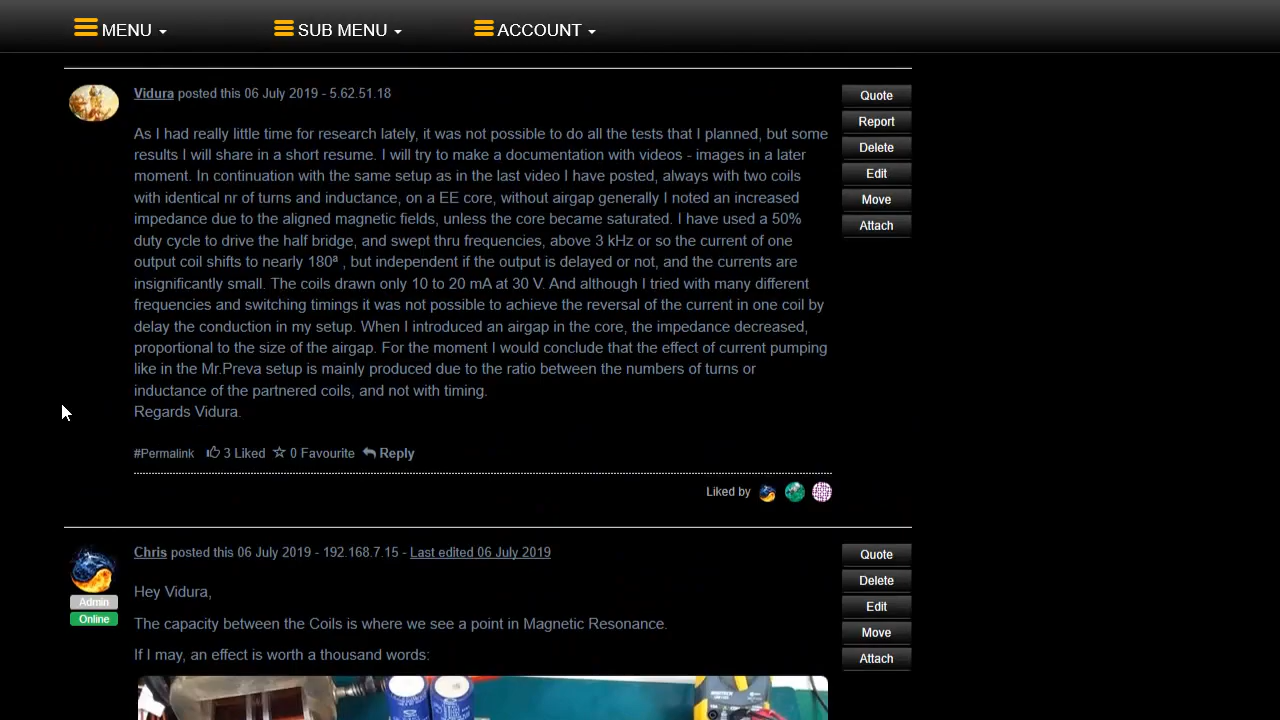 MENU
SUB MENU
ACCOUNT
Vidura posted this 06 July 2019 - 5.62.51.18
Quote
Report
Delete
Edit
Move
Attach
As I had really little time for research lately, it was not possible to do all the tests that I planned, but some
results I will share in a short resume. I will try to make a documentation with videos - images in a later
moment. In continuation with the same setup as in the last video I have posted, always with two coils
with identical nr of turns and inductance, on a EE core, without airgap generally I noted an increased
impedance due to the aligned magnetic fields, unless the core became saturated. I have used a 50%
duty cycle to drive the half bridge, and swept thru frequencies, above 3 kHz or so the current of one
output coil shifts to nearly 180ª , but independent if the output is delayed or not, and the currents are
insignificantly small. The coils drawn only 10 to 20 mA at 30 V. And although I tried with many different
frequencies and switching timings it was not possible to achieve the reversal of the current in one coil by
delay the conduction in my setup. When I introduced an airgap in the core, the impedance decreased,
proportional to the size of the airgap. For the moment I would conclude that the effect of current pumping
like in the Mr.Preva setup is mainly produced due to the ratio between the numbers of turns or
inductance of the partnered coils, and not with timing.
Regards Vidura.
#Permalink 3 Liked 0 Favourite Reply
Liked by
Chris posted this 06 July 2019 - 192.168.7.15 - Last edited 06 July 2019
Admin
Online
Quote
Delete
Edit
Move
Attach
Hey Vidura,
The capacity between the Coils is where we see a point in Magnetic Resonance.
If I may, an effect is worth a thousand words: